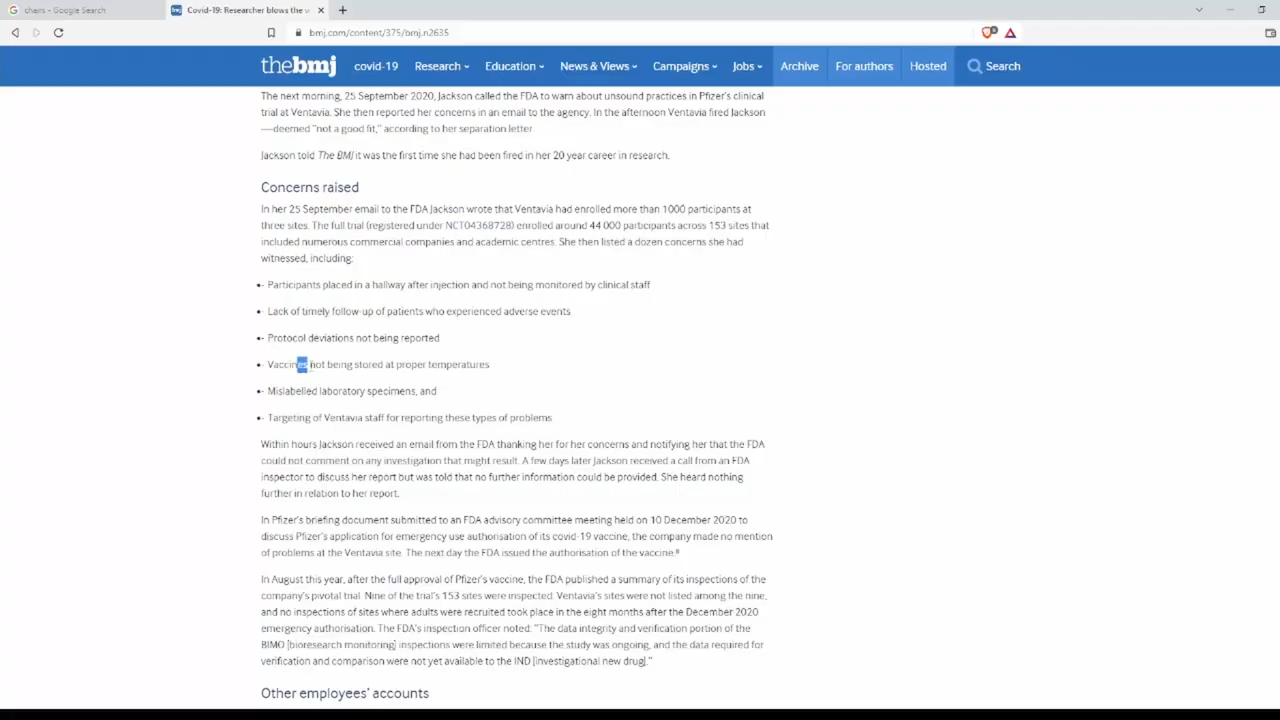 chairs - Google Search
bmj Covid-19: Researcher blows the w
bmj.com/content/375/bmj.n2635
thebmj covid-19 Research Education News & Views Campaigns Jobs Archive For authors Hosted Search
The next morning, 25 September 2020, Jackson called the FDA to warn about unsound practices in Pfizer's clinical
trial at Ventavia. She then reported her concerns in an email to the agency. In the afternoon Ventavia fired Jackson
—deemed "not a good fit," according to her separation letter.
Jackson told The BMJ it was the first time she had been fired in her 20 year career in research.
Concerns raised
In her 25 September email to the FDA Jackson wrote that Ventavia had enrolled more than 1000 participants at
three sites. The full trial (registered under NCT04368728) enrolled around 44 000 participants across 153 sites that
included numerous commercial companies and academic centres. She then listed a dozen concerns she had
witnessed, including:
•- Participants placed in a hallway after injection and not being monitored by clinical staff
•- Lack of timely follow-up of patients who experienced adverse events
•- Protocol deviations not being reported
•- Vaccines not being stored at proper temperatures
•- Mislabelled laboratory specimens, and
•- Targeting of Ventavia staff for reporting these types of problems
Within hours Jackson received an email from the FDA thanking her for her concerns and notifying her that the FDA
could not comment on any investigation that might result. A few days later Jackson received a call from an FDA
inspector to discuss her report but was told that no further information could be provided. She heard nothing
further in relation to her report.
In Pfizer's briefing document submitted to an FDA advisory committee meeting held on 10 December 2020 to
discuss Pfizer's application for emergency use authorisation of its covid-19 vaccine, the company made no mention
of problems at the Ventavia site. The next day the FDA issued the authorisation of the vaccine.8
In August this year, after the full approval of Pfizer's vaccine, the FDA published a summary of its inspections of the
company's pivotal trial. Nine of the trial's 153 sites were inspected. Ventavia's sites were not listed among the nine,
and no inspections of sites where adults were recruited took place in the eight months after the December 2020
emergency authorisation. The FDA's inspection officer noted: "The data integrity and verification portion of the
BIMO [bioresearch monitoring] inspections were limited because the study was ongoing, and the data required for
verification and comparison were not yet available to the IND [investigational new drug]."
Other employees' accounts